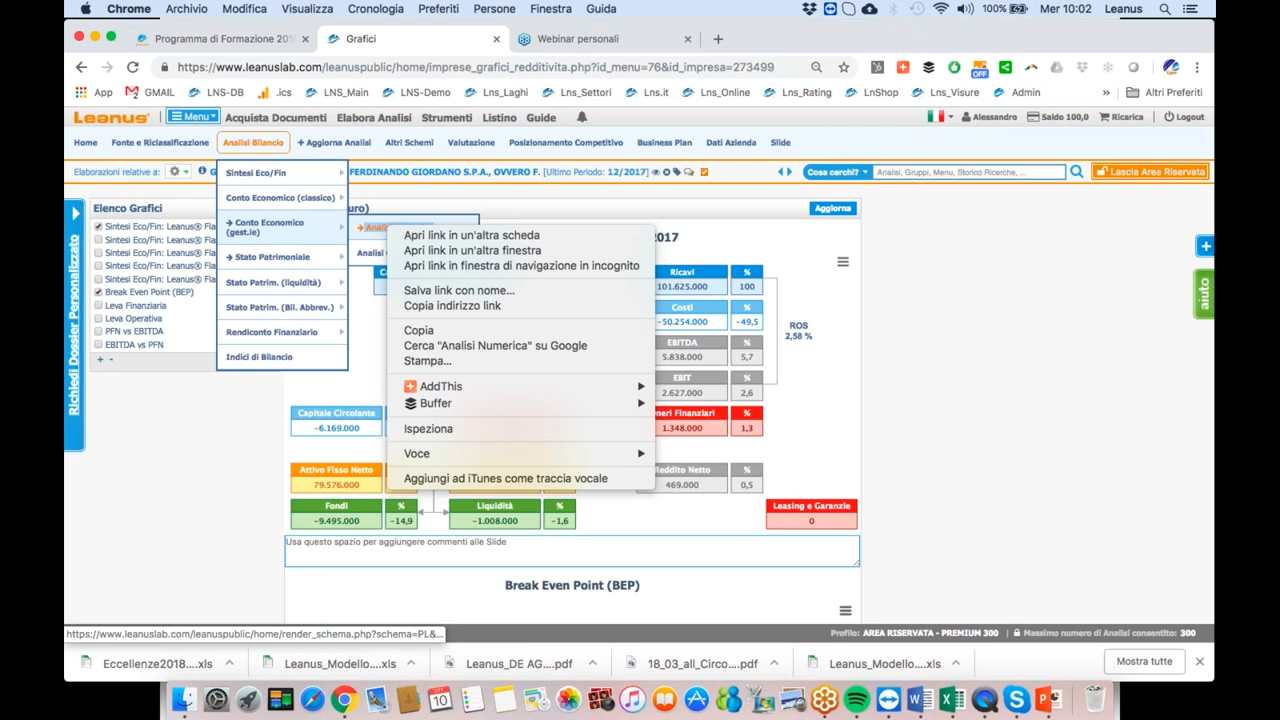 Chrome Archivio Modifica Visualizza Cronologia Preferiti Persone Finestra Guida 100% Mer 10:02 Leanus
Programma di Formazione 201 Grafici Webinar personali
https://www.leanuslab.com/leanuspublic/home/imprese_grafici_redditivita.php?id_menu=76&id_impresa=273499 OFF
App GMAIL LNS-DB .ics LNS_Main LNS-Demo Lns_Laghi Lns_Settori Lns.it Lns_Online Lns_Rating LnShop Lns_Visure Admin » Altri Preferiti
Leanus® Menu Acquista Documenti Elabora Analisi Strumenti Listino Guide Alessandro Saldo 100,0 Ricarica Logout
Home Fonte e Riclassificazione Analisi Bilancio + Aggiorna Analisi Altri Schemi Valutazione Posizionamento Competitivo Business Plan Dati Azienda Slide
Elaborazioni relative a: G FERDINANDO GIORDANO S.P.A., OVVERO F. [Ultimo Periodo: 12/2017] Cosa cerchi? Analisi, Gruppi, Menu, Storico Ricerche, ... Lascia Area Riservata
Richiedi Dossier Personalizzato
Elenco Grafici
Sintesi Eco/Fin: Leanus® Fla
Sintesi Eco/Fin: Leanus® Fla
Sintesi Eco/Fin: Leanus® Fla
Sintesi Eco/Fin: Leanus® Fla
Sintesi Eco/Fin: Leanus® Fla
Break Even Point (BEP)
Leva Finanziaria
Leva Operativa
PFN vs EBITDA
EBITDA vs PFN
+ -
Sintesi Eco/Fin
Conto Economico (classico)
Conto Economico
(gest.le)
Stato Patrimoniale
Stato Patrim. (liquidità)
Stato Patrim. (Bil. Abbrev.)
Rendiconto Finanziario
Indici di Bilancio
uro)
Aggiorna
2017
Apri link in un'altra scheda
Apri link in un'altra finestra
Apri link in finestra di navigazione in incognito
Salva link con nome...
Copia indirizzo link
Copia
Cerca "Analisi Numerica" su Google
Stampa...
AddThis
Buffer
Ispeziona
Voce
Aggiungi ad iTunes come traccia vocale
Ricavi %
101.625.000 100
Costi %
-50.254.000 -49,5
EBITDA %
5.838.000 5,7
EBIT %
2.627.000 2,6
neri Finanziari %
1.348.000 1,3
Reddito Netto %
469.000 0,5
ROS
2,58 %
aiuto
Capitale Circolante
-6.169.000
Attivo Fisso Netto
79.576.000
Fondi %
-9.495.000 -14,9
Liquidità %
-1.008.000 -1,6
Leasing e Garanzie
0
Usa questo spazio per aggiungere commenti alle Slide
Break Even Point (BEP)
https://www.leanuslab.com/leanuspublic/home/render_schema.php?schema=PL&...
Profilo: AREA RISERVATA - PREMIUM 300 Massimo numero di Analisi consentito: 300
Eccellenze2018....xls Leanus_Modello....xls Leanus_DE AG....pdf 18_03_all_Circo....pdf Leanus_Modello....xls Mostra tutte